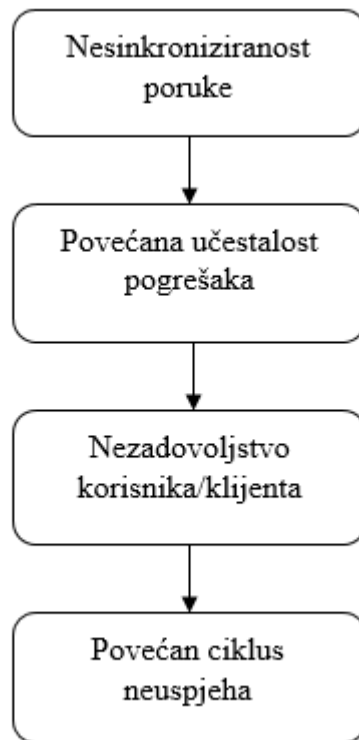 Nesinkroniziranost
poruke
Povećana učestalost
pogrešaka
Nezadovoljstvo
korisnika/klijenta
Povećan ciklus
neuspjeha